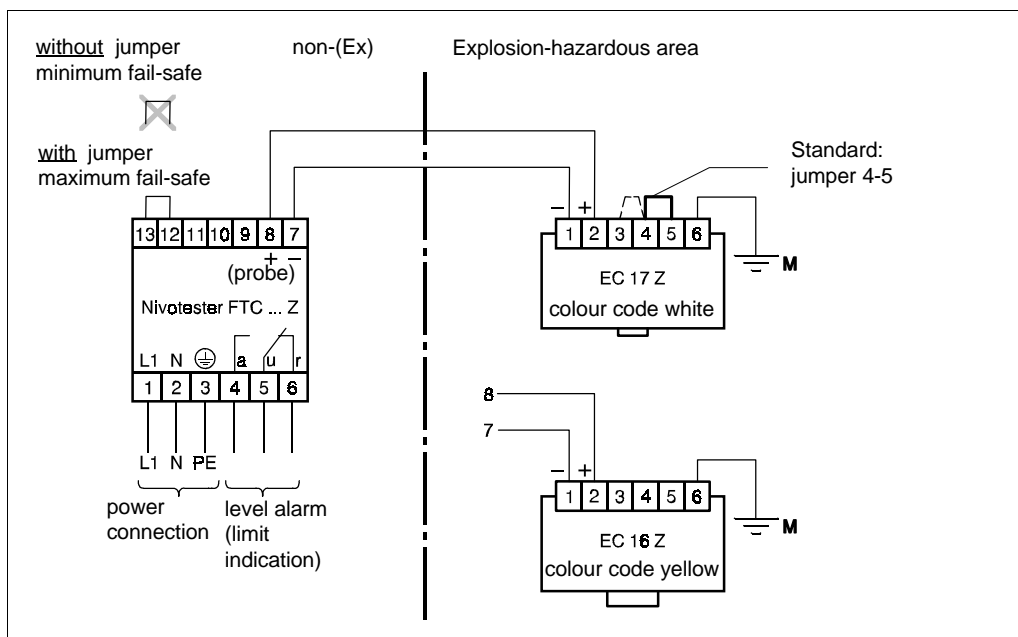 without jumper
minimum fail-safe
non-(Ex)
Explosion-hazardous area
with jumper
maximum fail-safe
Standard:
jumper 4-5
13 12 11 10 9 8 7
+ −
(probe)
Nivotester FTC ... Z
a u r
L1 N
1 2 3 4 5 6
L1 N PE
power
connection
level alarm
(limit
indication)
− +
1 2 3 4 5 6
M
EC 17 Z
colour code white
8
7
− +
1 2 3 4 5 6
M
EC 16 Z
colour code yellow